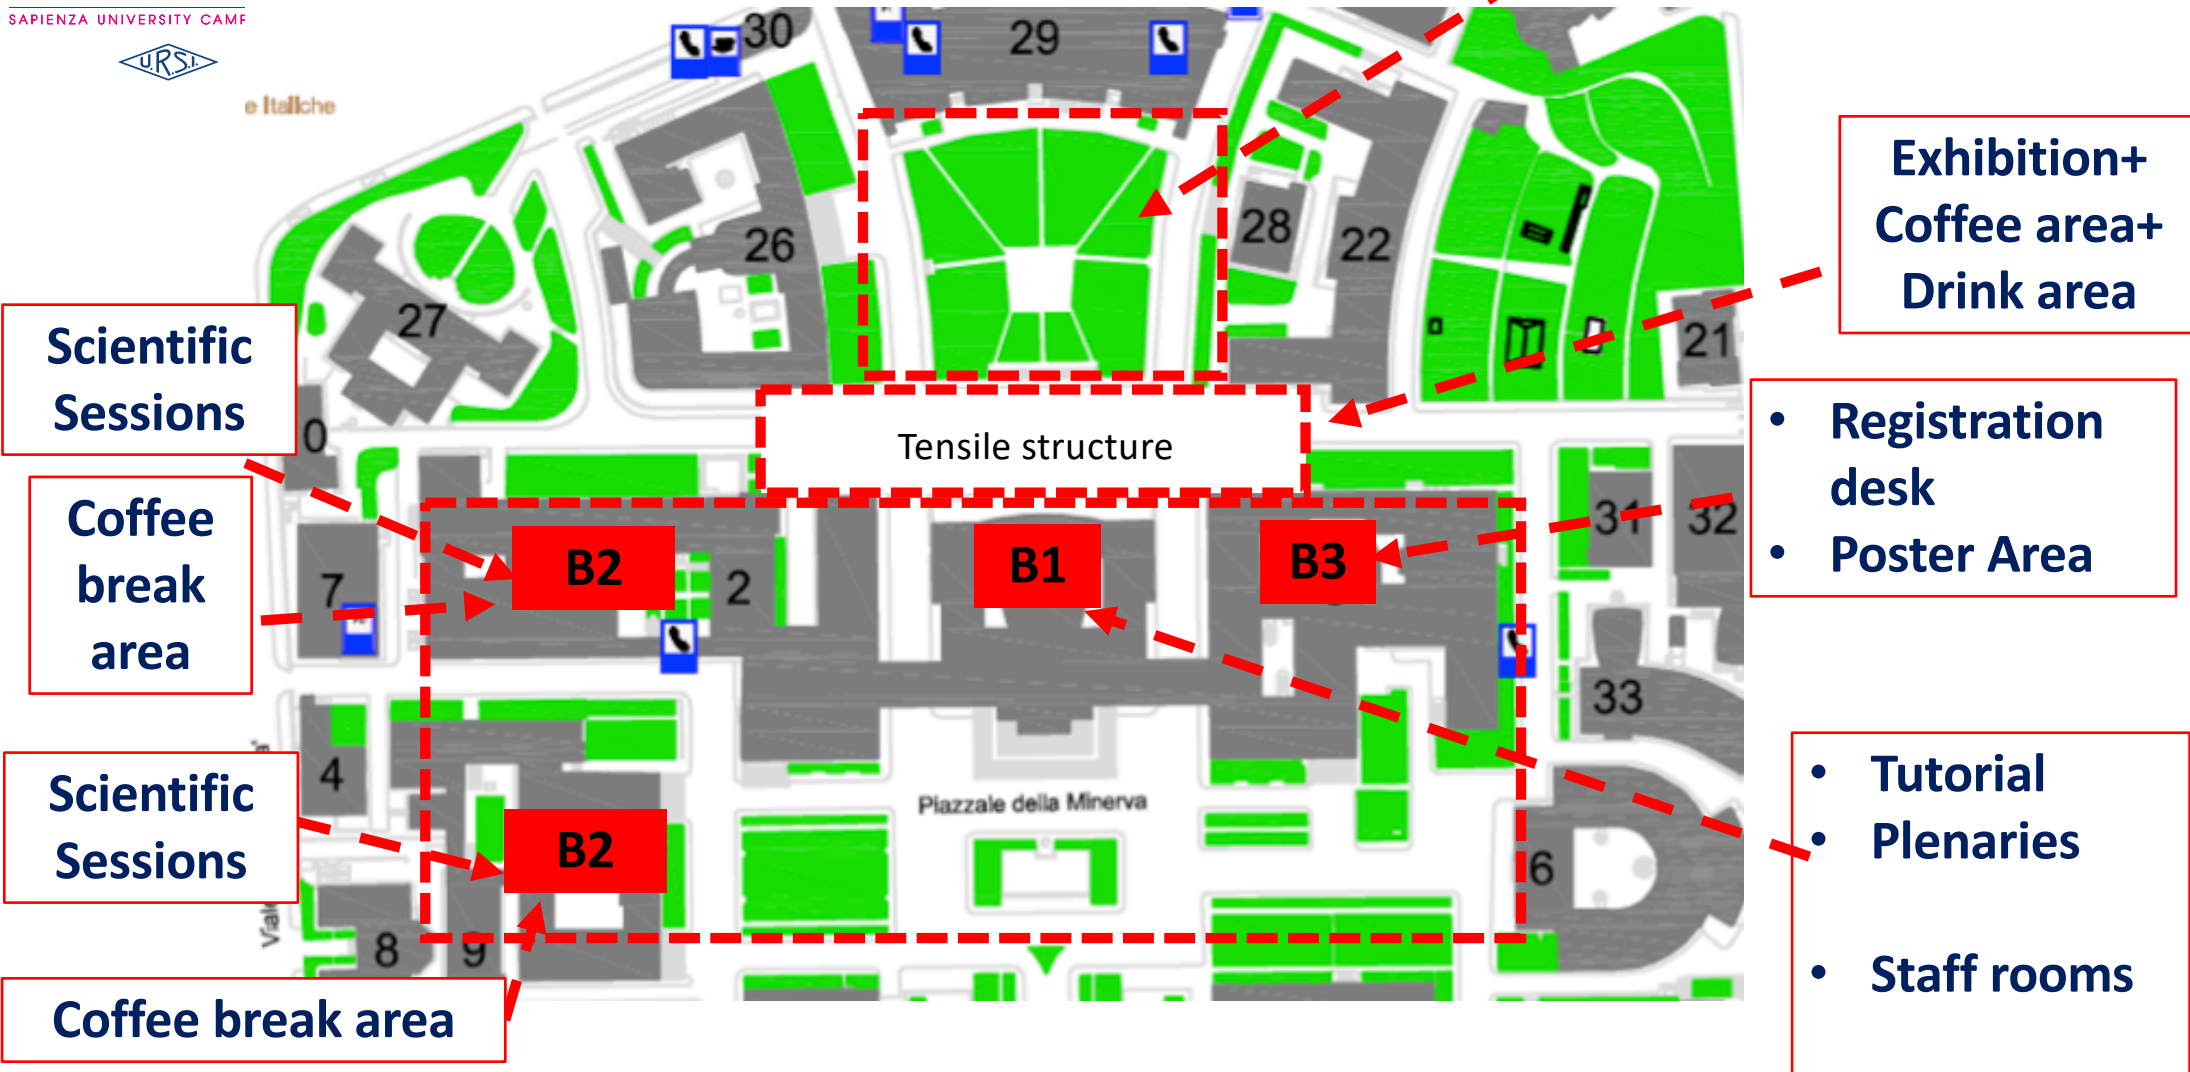 SAPIENZA UNIVERSITY CAMP
U.R.S.I.
e Italiche
30
29
26
28
22
27
21
0
Exhibition+
Coffee area+
Drink area
Scientific
Sessions
Tensile structure
• Registration
desk
• Poster Area
Coffee
break
area
B2
B1
B3
2
7
31
32
33
4
Scientific
Sessions
Piazzale della Minerva
B2
6
• Tutorial
• Plenaries
• Staff rooms
Viale
8
9
Coffee break area